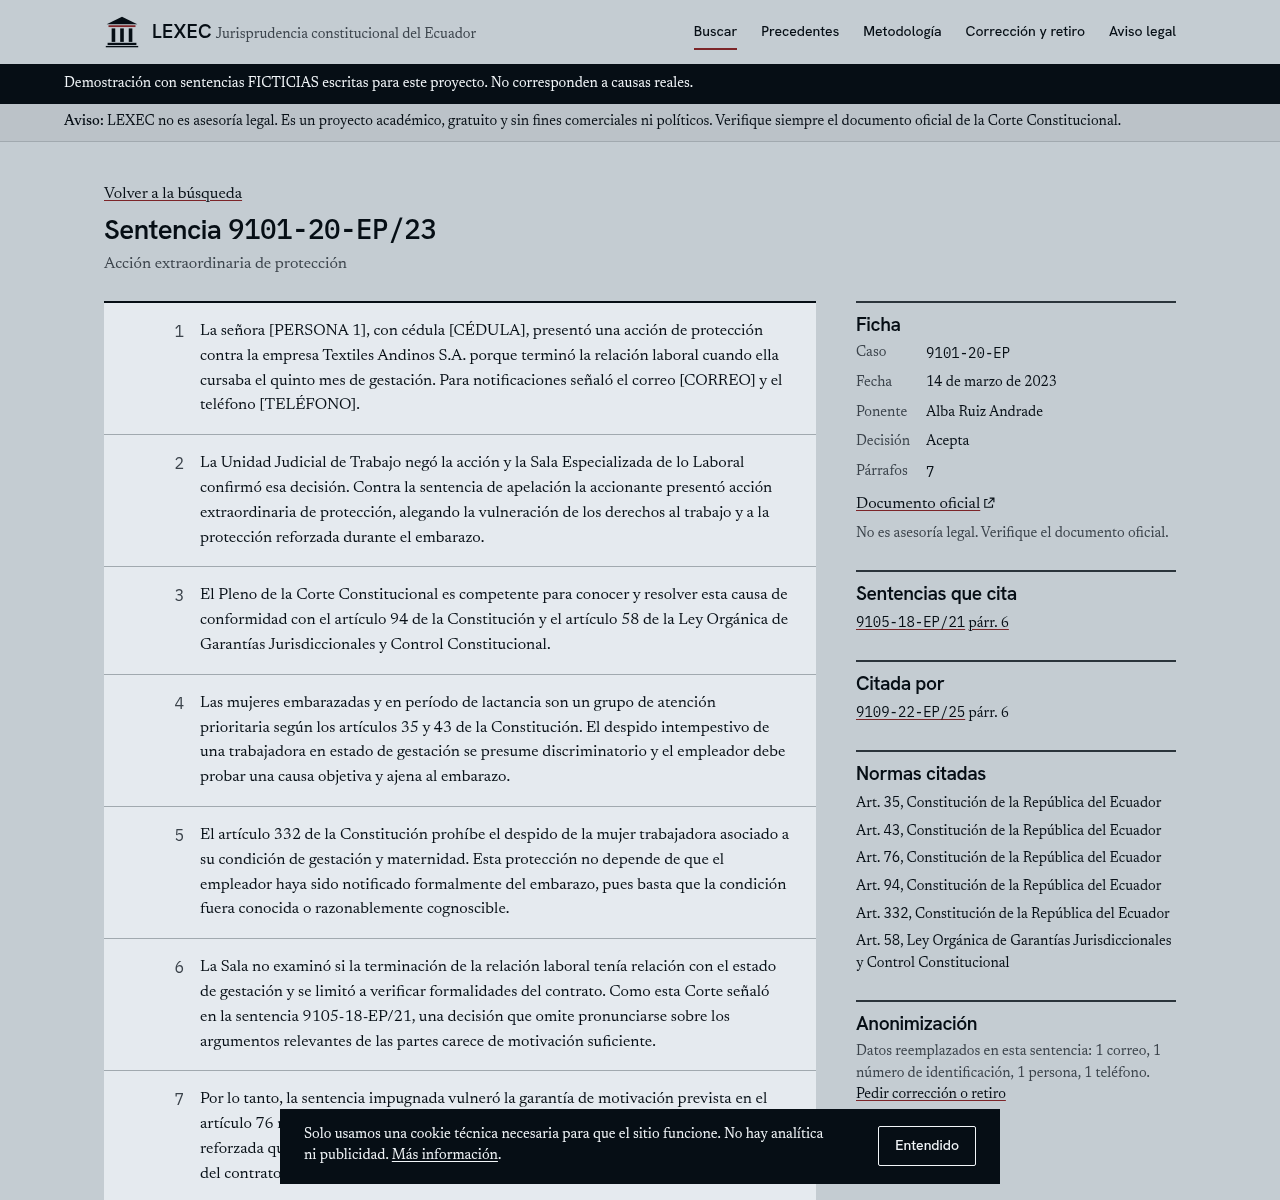 LEXEC Jurisprudencia constitucional del Ecuador
Buscar Precedentes Metodología Corrección y retiro Aviso legal
Demostración con sentencias FICTICIAS escritas para este proyecto. No corresponden a causas reales.
Aviso: LEXEC no es asesoría legal. Es un proyecto académico, gratuito y sin fines comerciales ni políticos. Verifique siempre el documento oficial de la Corte Constitucional.
Volver a la búsqueda
Sentencia 9101-20-EP/23
Acción extraordinaria de protección
1 La señora [PERSONA 1], con cédula [CÉDULA], presentó una acción de protección
contra la empresa Textiles Andinos S.A. porque terminó la relación laboral cuando ella
cursaba el quinto mes de gestación. Para notificaciones señaló el correo [CORREO] y el
teléfono [TELÉFONO].
2 La Unidad Judicial de Trabajo negó la acción y la Sala Especializada de lo Laboral
confirmó esa decisión. Contra la sentencia de apelación la accionante presentó acción
extraordinaria de protección, alegando la vulneración de los derechos al trabajo y a la
protección reforzada durante el embarazo.
3 El Pleno de la Corte Constitucional es competente para conocer y resolver esta causa de
conformidad con el artículo 94 de la Constitución y el artículo 58 de la Ley Orgánica de
Garantías Jurisdiccionales y Control Constitucional.
4 Las mujeres embarazadas y en período de lactancia son un grupo de atención
prioritaria según los artículos 35 y 43 de la Constitución. El despido intempestivo de
una trabajadora en estado de gestación se presume discriminatorio y el empleador debe
probar una causa objetiva y ajena al embarazo.
5 El artículo 332 de la Constitución prohíbe el despido de la mujer trabajadora asociado a
su condición de gestación y maternidad. Esta protección no depende de que el
empleador haya sido notificado formalmente del embarazo, pues basta que la condición
fuera conocida o razonablemente cognoscible.
6 La Sala no examinó si la terminación de la relación laboral tenía relación con el estado
de gestación y se limitó a verificar formalidades del contrato. Como esta Corte señaló
en la sentencia 9105-18-EP/21, una decisión que omite pronunciarse sobre los
argumentos relevantes de las partes carece de motivación suficiente.
7 Por lo tanto, la sentencia impugnada vulneró la garantía de motivación prevista en el
artículo 76
reforzada
del contrato
Ficha
Caso 9101-20-EP
Fecha 14 de marzo de 2023
Ponente Alba Ruiz Andrade
Decisión Acepta
Párrafos 7
Documento oficial
No es asesoría legal. Verifique el documento oficial.
Sentencias que cita
9105-18-EP/21 párr. 6
Citada por
9109-22-EP/25 párr. 6
Normas citadas
Art. 35, Constitución de la República del Ecuador
Art. 43, Constitución de la República del Ecuador
Art. 76, Constitución de la República del Ecuador
Art. 94, Constitución de la República del Ecuador
Art. 332, Constitución de la República del Ecuador
Art. 58, Ley Orgánica de Garantías Jurisdiccionales
y Control Constitucional
Anonimización
Datos reemplazados en esta sentencia: 1 correo, 1
número de identificación, 1 persona, 1 teléfono.
Pedir corrección o retiro
Solo usamos una cookie técnica necesaria para que el sitio funcione. No hay analítica
ni publicidad. Más información.
Entendido